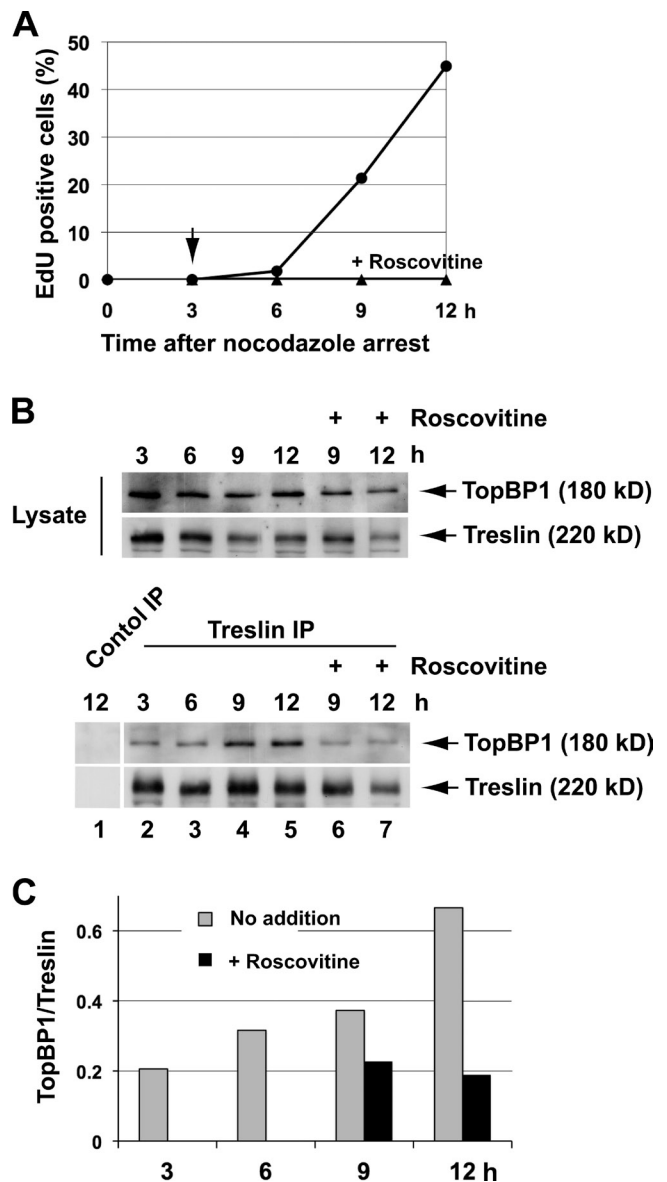 A
EdU positive cells (%)
50
40
30
20
10
0
+ Roscovitine
0 3 6 9 12 h
Time after nocodazole arrest
B
+ + Roscovitine
3 6 9 12 9 12 h
Lysate
TopBP1 (180 kD)
Treslin (220 kD)
Contol IP
Treslin IP
+ + Roscovitine
12 3 6 9 12 9 12 h
TopBP1 (180 kD)
Treslin (220 kD)
1 2 3 4 5 6 7
C
TopBP1/Treslin
No addition
+ Roscovitine
0.6
0.4
0.2
0
3 6 9 12 h